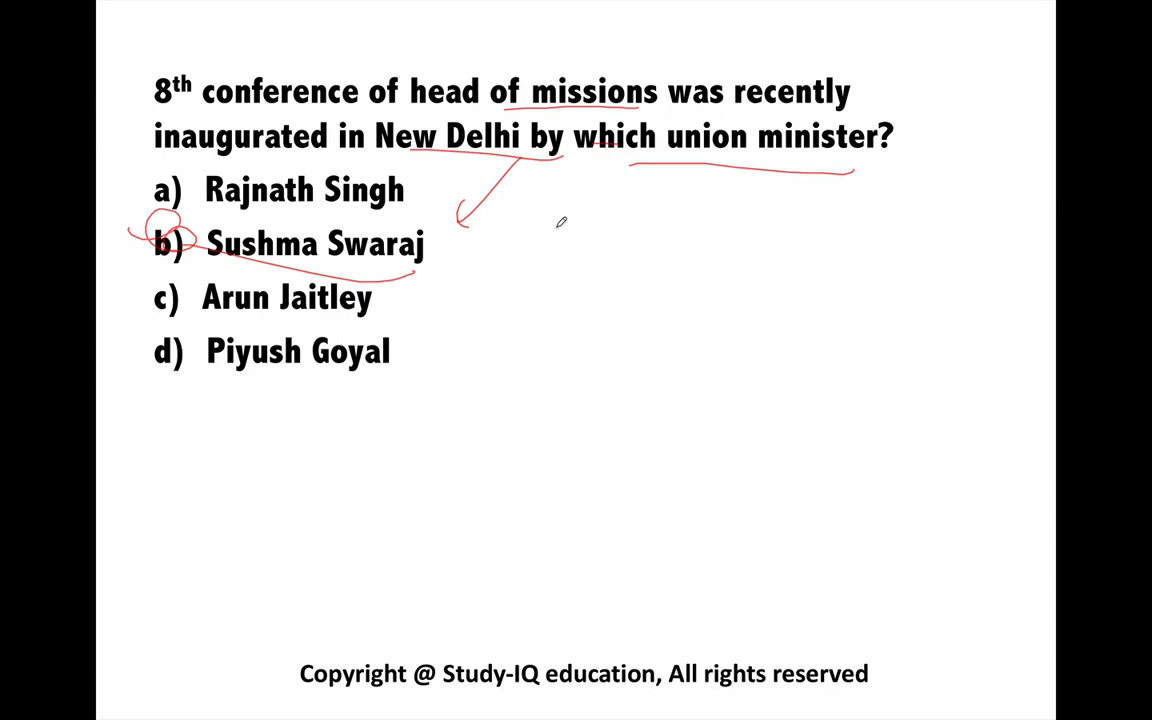 8th conference of head of missions was recently
inaugurated in New Delhi by which union minister?
a) Rajnath Singh
b) Sushma Swaraj
c) Arun Jaitley
d) Piyush Goyal
Copyright @ Study-IQ education, All rights reserved